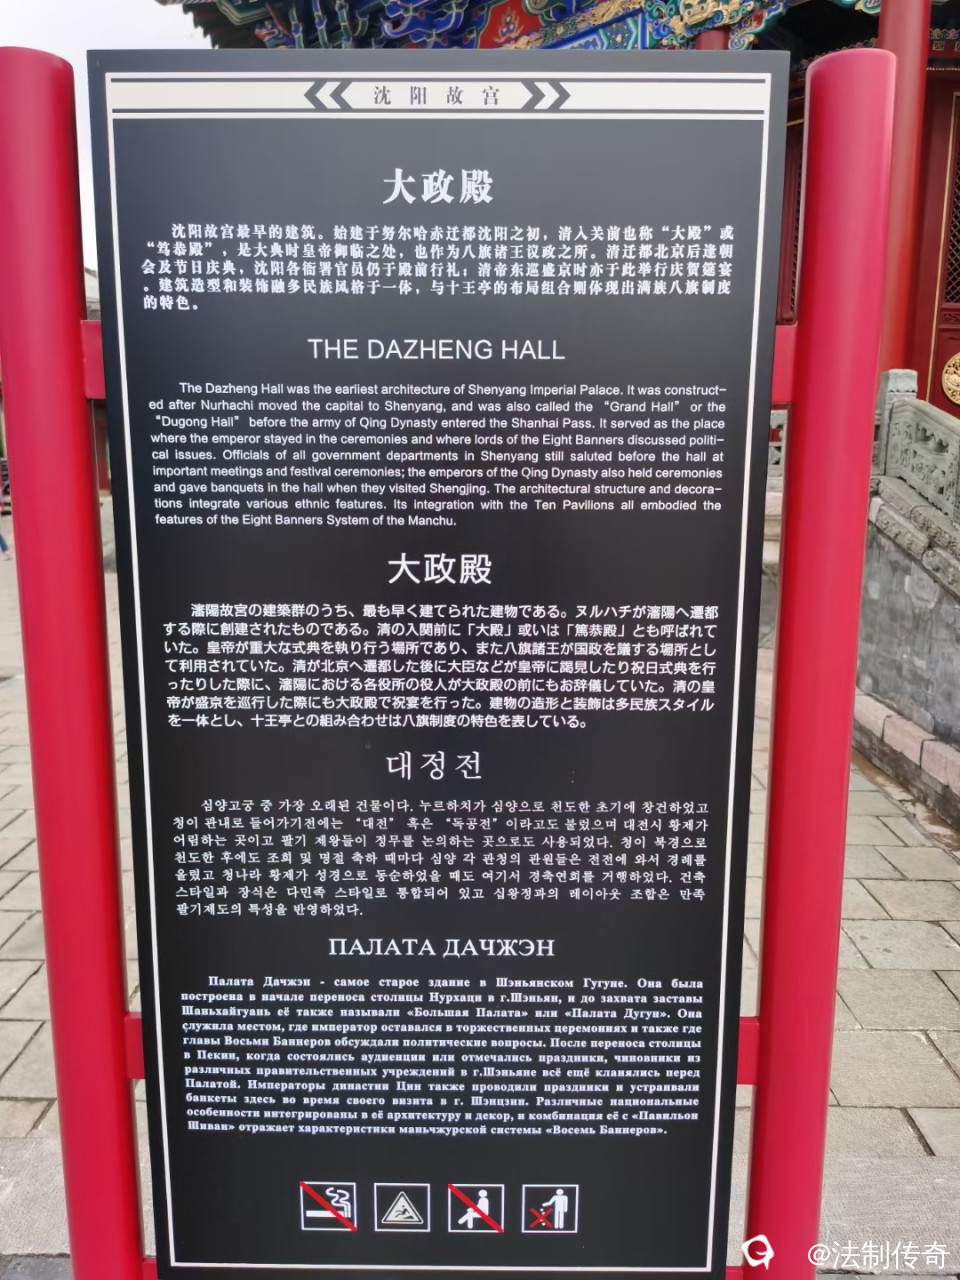 沈阳故宫
大政殿
沈阳故宫最早的建筑。始建于努尔哈赤迁都沈阳之初，清入关前也称“大殿”或
“笃恭殿”，是大典时皇帝御临之处，也作为八旗诸王议政之所。清迁都北京后逢朝
会及节日庆典，沈阳各衙署官员仍于殿前行礼；清帝东巡盛京时亦于此举行庆贺筵宴
。建筑造型和装饰融多民族风格于一体，与十王亭的布局组合则体现出满族八旗制度
的特色。
THE DAZHENG HALL
The Dazheng Hall was the earliest architecture of Shenyang Imperial Palace. It was construct-
ed after Nurhachi moved the capital to Shenyang, and was also called the “Grand Hall” or the
“Dugong Hall” before the army of Qing Dynasty entered the Shanhai Pass. It served as the place
where the emperor stayed in the ceremonies and where lords of the Eight Banners discussed politi-
cal issues. Officials of all government departments in Shenyang still saluted before the hall at
important meetings and festival ceremonies; the emperors of the Qing Dynasty also held ceremonies
and gave banquets in the hall when they visited Shengjing. The architectural structure and decora-
tions integrate various ethnic features. Its integration with the Ten Pavilions all embodied the
features of the Eight Banners System of the Manchu.
大政殿
瀋陽故宮の建築群のうち、最も早く建てられた建物である。ヌルハチが瀋陽へ遷都
する際に創建されたものである。清の入関前に「大殿」或いは「篤恭殿」とも呼ばれて
いた。皇帝が重大な式典を執り行う場所であり、また八旗諸王が国政を議する場所とし
て利用されていた。清が北京へ遷都した後に大臣などが皇帝に謁見したり祝日式典を行
ったりした際に、瀋陽における各役所の役人が大政殿の前にもお辞儀していた。清の皇
帝が盛京を巡行した際にも大政殿で祝宴を行った。建物の造形と装飾は多民族スタイル
を一体とし、十王亭との組み合わせは八旗制度の特色を表している。
대정전
심양고궁 중 가장 오래된 건물이다. 누르하치가 심양으로 천도한 초기에 창건하였고
청이 관내로 들어가기전에는 “대전” 혹은 “독공전”이라고도 불렀으며 대전시 황제가
어림하는 곳이고 팔기 제왕들이 정무를 논의하는 곳으로도 사용되었다. 청이 북경으로
천도한 후에도 조회 및 명절 축하 때마다 심양 각 관청의 관원들은 전전에 와서 경례를
올렸고 청나라 황제가 성경으로 동순하었을 때도 여기서 경축연회를 거행하였다. 건축
스타일과 장식은 다민족 스타일로 통합되어 있고 십왕정과의 레이아웃 조합은 만족
팔기제도의 특성을 반영하였다.
ПАЛАТА ДАЧЖЭН
Палата Дачжэн - самое старое здание в Шэньянском Гугуне. Она была
построена в начале переноса столицы Нурхаци в г.Шэньян, и до захвата заставы
Шаньхайгуань её также называли «Большая Палата» или «Палата Дугун». Она
служила местом, где император оставался в торжественных церемониях и также где
главы Восьми Баннеров обсуждали политические вопросы. После переноса столицы
в Пекин, когда состоялись аудиенции или отмечались праздники, чиновники из
различных правительственных учреждений в г.Шэньяне всё ещё кланялись перед
Палатой. Императоры династии Цин также проводили праздники и устраивали
банкеты здесь во время своего визита в г. Шэнцзин. Различные национальные
особенности интегрированы в её архитектуру и декор, и комбинация её с «Павильон
Шиван» отражает характеристики маньчжурской системы «Восемь Баннеров».
@法制传奇